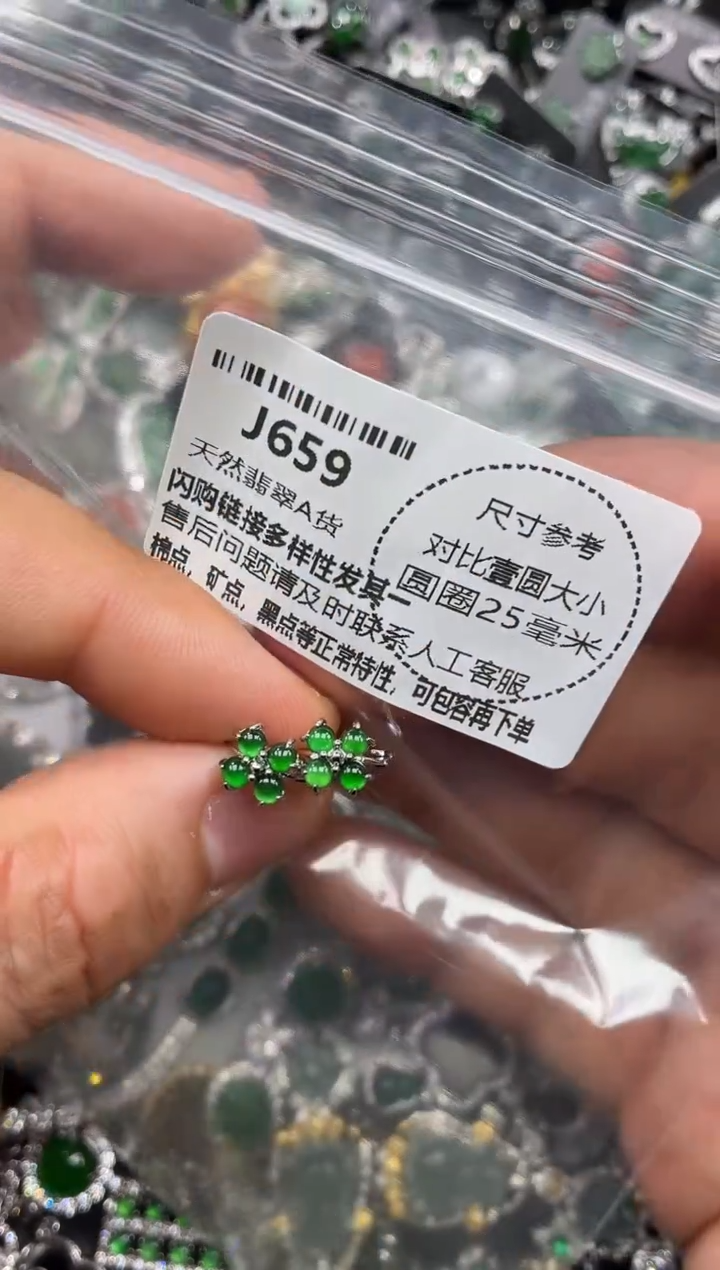 J659
天然翡翠A货
闪购链接多样性发其一
售后问题请及时联系人工客服
棉点，矿点，黑点等正常特性，可包容再下单
尺寸参考
对比壹圆大小
圆圈25毫米